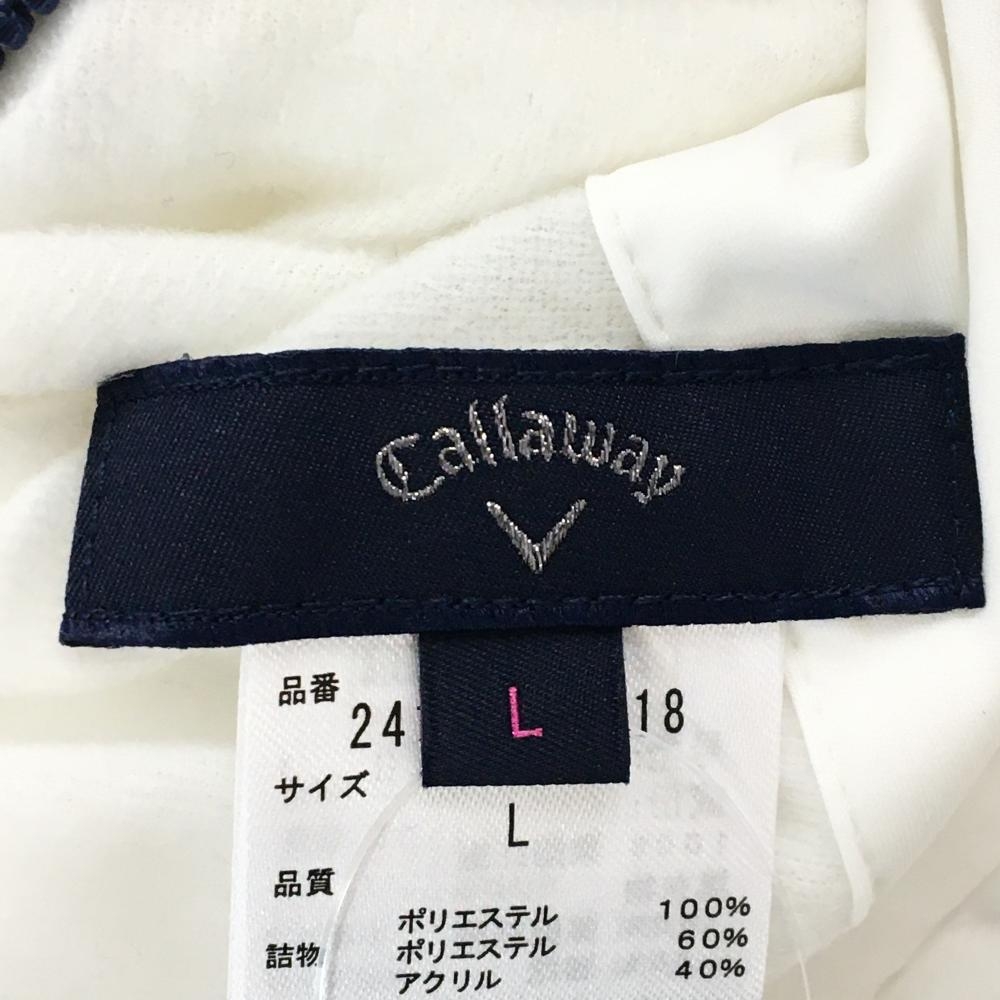 Callaway
L
品番 24 18
サイズ
L
品質
ポリエステル 100%
詰物 ポリエステル 60%
アクリル 40%